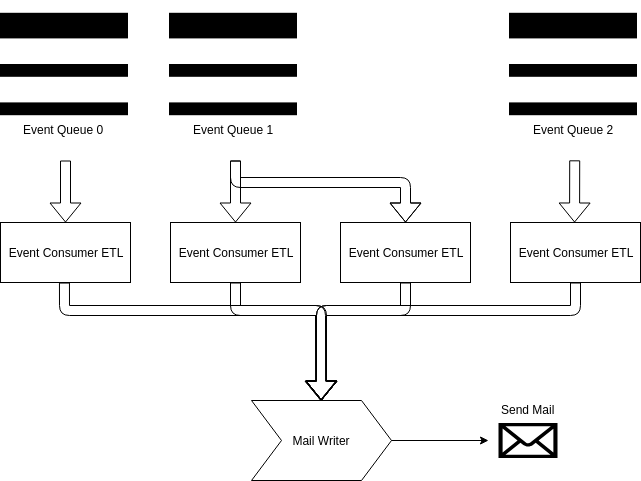 Event Queue 0
Event Queue 1
Event Queue 2
Event Consumer ETL
Event Consumer ETL
Event Consumer ETL
Event Consumer ETL
Send Mail
Mail Writer